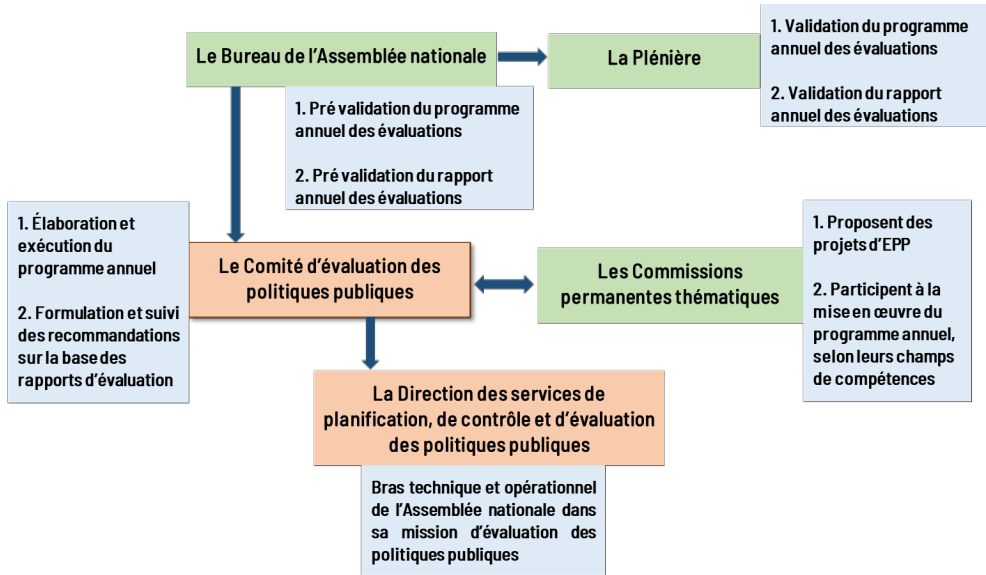 Le Bureau de l'Assemblée nationale
1. Pré validation du programme
annuel des évaluations
2. Pré validation du rapport
annuel des évaluations
La Plénière
1. Validation du programme
annuel des évaluations
2. Validation du rapport
annuel des évaluations
1. Élaboration et
exécution du
programme annuel
2. Formulation et suivi
des recommandations
sur la base des
rapports d'évaluation
Le Comité d'évaluation des
politiques publiques
Les Commissions
permanentes thématiques
1. Proposent des
projets d'EPP
2. Participent à la
mise en œuvre du
programme annuel,
selon leurs champs
de compétences
La Direction des services de
planification, de contrôle et d'évaluation
des politiques publiques
Bras technique et opérationnel
de l'Assemblée nationale dans
sa mission d'évaluation des
politiques publiques